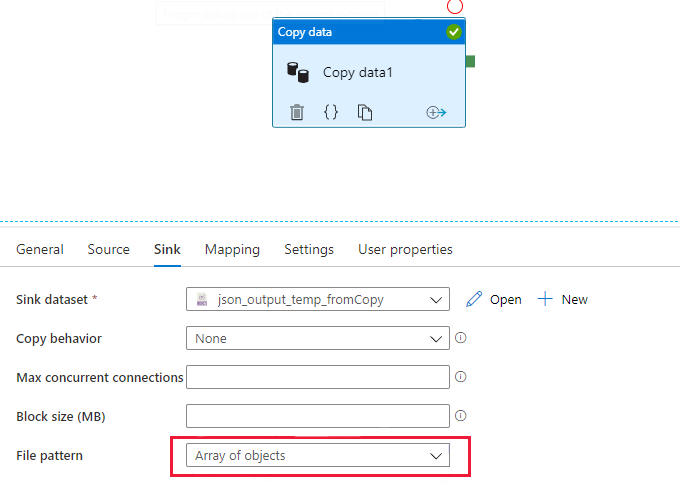 Copy data
Copy data1
{}
General Source Sink Mapping Settings User properties
Sink dataset * json_output_temp_fromCopy Open New
Copy behavior None
Max concurrent connections
Block size (MB)
File pattern Array of objects